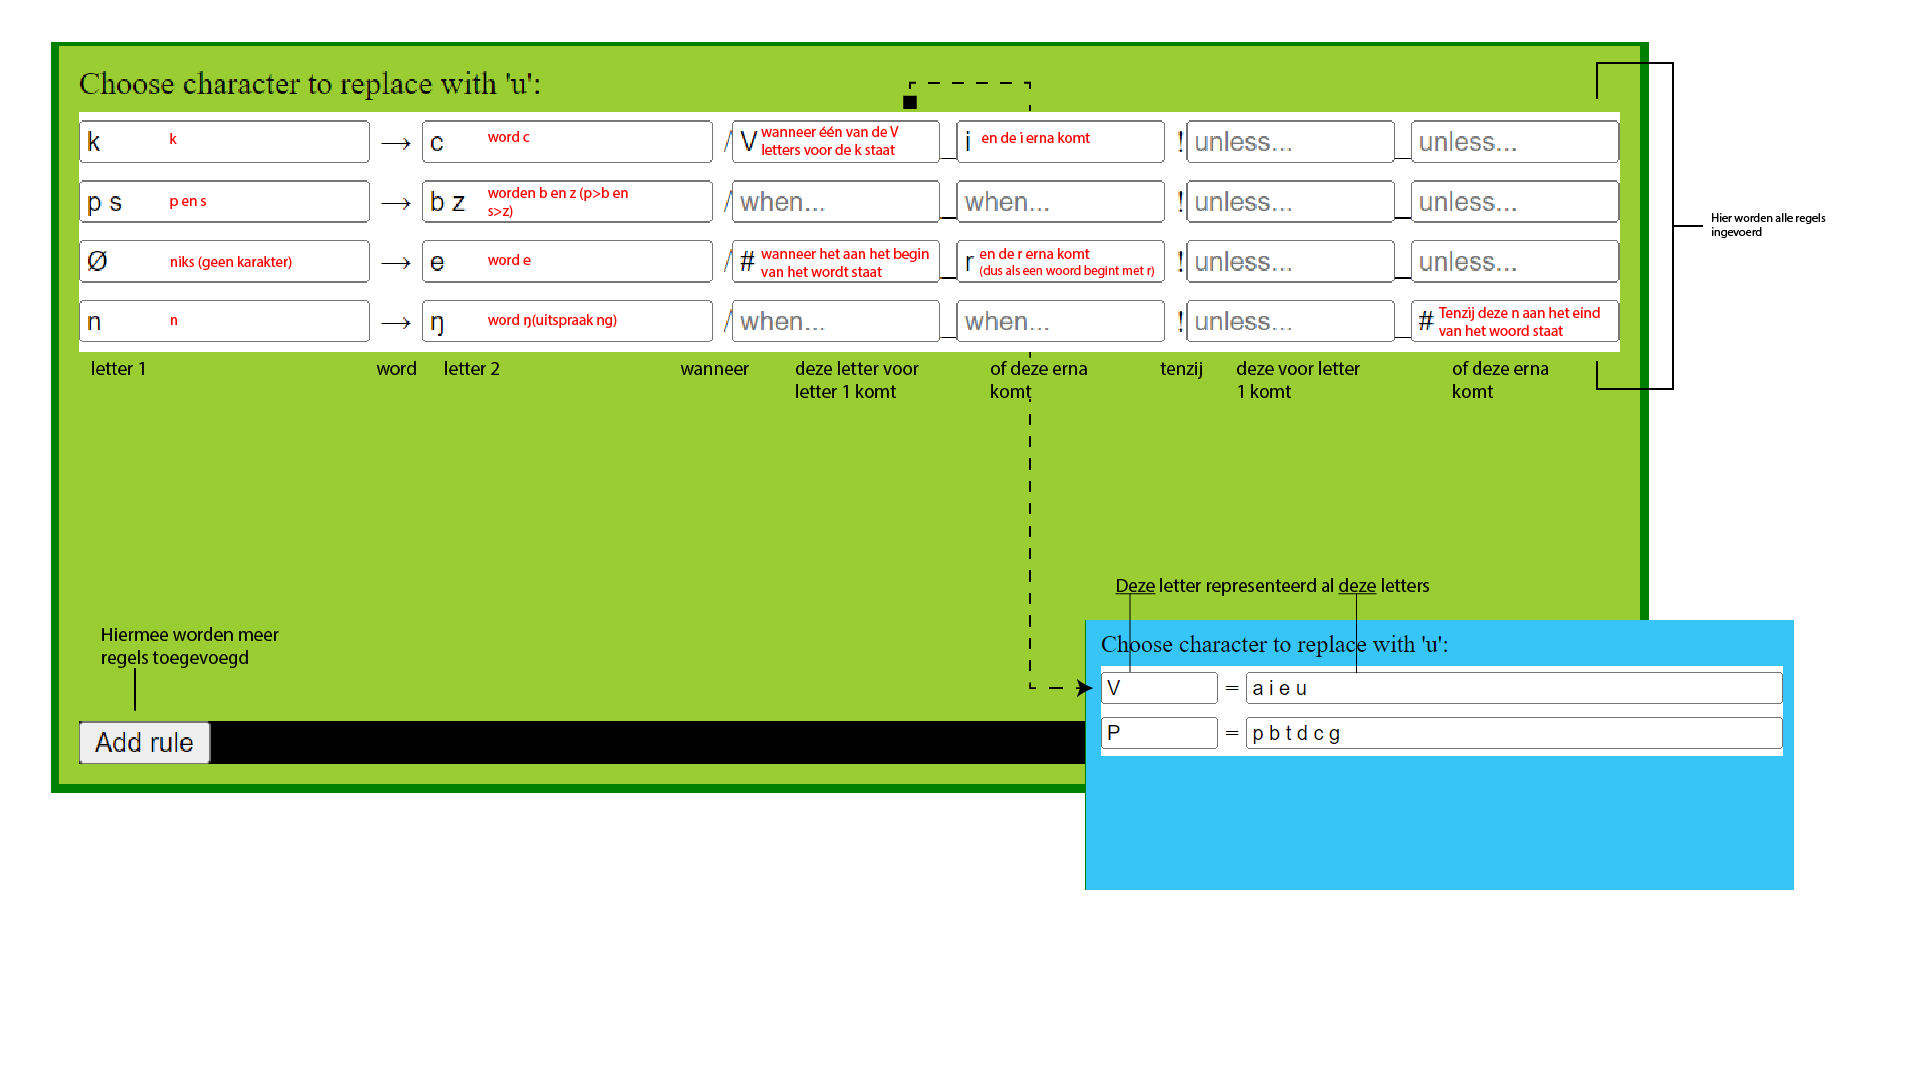 Choose character to replace with 'u':
k k → c word c / V wanneer één van de V _ i en de i erna komt ! unless... _ unless...
letters voor de k staat
p s p en s → b z worden b en z (p>b en / when... _ when... ! unless... _ unless...
s>z)
Hier worden alle regels
ingevoerd
Ø niks (geen karakter) e word e / # wanneer het aan het begin _ r en de r erna komt ! unless... _ unless...
van het wordt staat (dus als een woord begint met r)
n n → ŋ word ŋ(uitspraak ng) / when... _ when... ! unless... _ # Tenzij deze n aan het eind
van het woord staat
letter 1 word letter 2 wanneer deze letter voor of deze erna tenzij deze voor letter of deze erna
letter 1 komt komt 1 komt komt
Deze letter representeerd al deze letters
Hiermee worden meer
regels toegevoegd
Choose character to replace with 'u':
V = a i e u
P = p b t d c g
Add rule